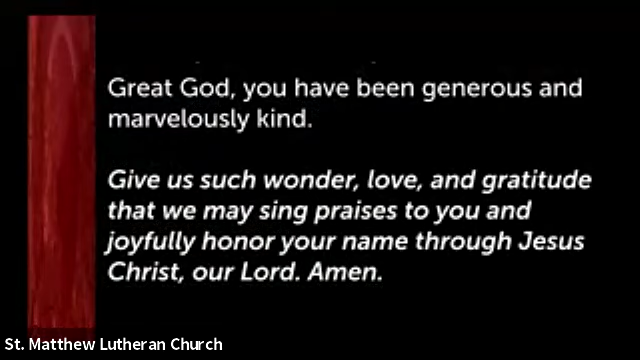 Great God, you have been generous and
marvelously kind.
Give us such wonder, love, and gratitude
that we may sing praises to you and
joyfully honor your name through Jesus
Christ, our Lord. Amen.
St. Matthew Lutheran Church